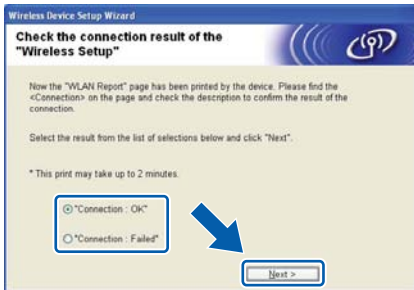 Wireless Device Setup Wizard
Check the connection result of the
"Wireless Setup"
Now the "WLAN Report" page has been printed by the device. Please find the
<Connection> on the page and check the description to confirm the result of the
connection.
Select the result from the list of selections below and click "Next".
* This print may take up to 2 minutes.
"Connection : OK"
"Connection : Failed"
Next >